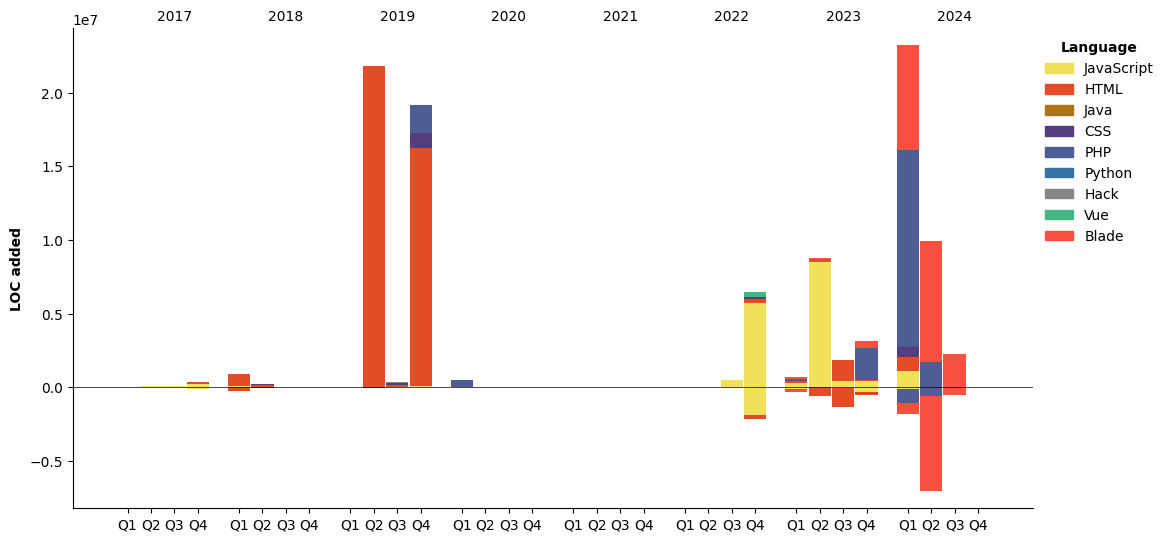 2017 2018 2019 2020 2021 2022 2023 2024
1e7
Language
JavaScript
HTML
Java
CSS
PHP
Python
Hack
Vue
Blade
LOC added
2.0
1.5
1.0
0.5
0.0
−0.5
Q1 Q2 Q3 Q4 Q1 Q2 Q3 Q4 Q1 Q2 Q3 Q4 Q1 Q2 Q3 Q4 Q1 Q2 Q3 Q4 Q1 Q2 Q3 Q4 Q1 Q2 Q3 Q4 Q1 Q2 Q3 Q4